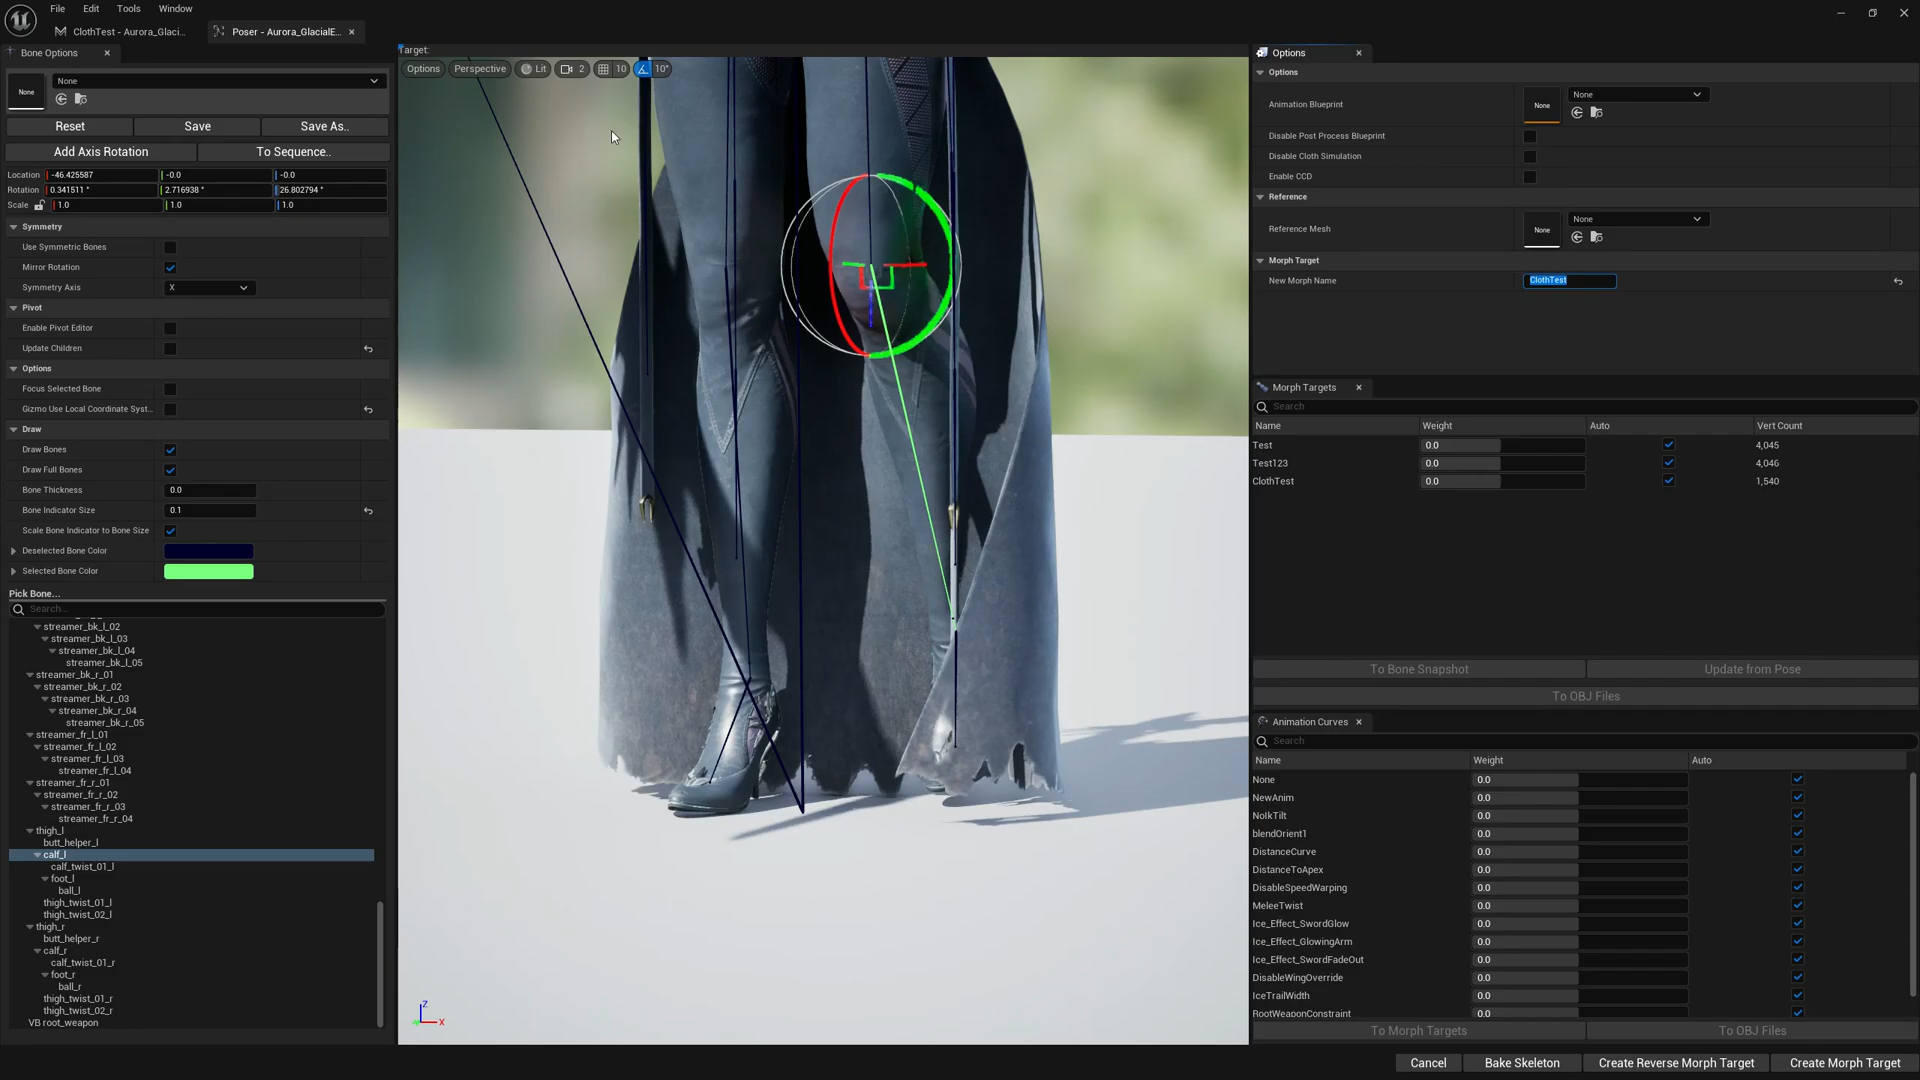 File Edit Tools Window
ClothTest - Aurora_Glaci...
Poser - Aurora_GlacialE...
Bone Options
None
None
Reset Save Save As..
Add Axis Rotation To Sequence..
Location -46.425587 -0.0 -0.0
Rotation 0.341511 ° 2.716938 ° 26.802794 °
Scale 1.0 1.0 1.0
Symmetry
Use Symmetric Bones
Mirror Rotation
Symmetry Axis X
Pivot
Enable Pivot Editor
Update Children
Options
Focus Selected Bone
Gizmo Use Local Coordinate Syst...
Draw
Draw Bones
Draw Full Bones
Bone Thickness 0.0
Bone Indicator Size 0.1
Scale Bone Indicator to Bone Size
Deselected Bone Color
Selected Bone Color
Pick Bone...
Search...
streamer_bk_l_02
streamer_bk_l_03
streamer_bk_l_04
streamer_bk_l_05
streamer_bk_r_01
streamer_bk_r_02
streamer_bk_r_03
streamer_bk_r_04
streamer_bk_r_05
streamer_fr_l_01
streamer_fr_l_02
streamer_fr_l_03
streamer_fr_l_04
streamer_fr_r_01
streamer_fr_r_02
streamer_fr_r_03
streamer_fr_r_04
thigh_l
butt_helper_l
calf_l
calf_twist_01_l
foot_l
ball_l
thigh_twist_01_l
thigh_twist_02_l
thigh_r
butt_helper_r
calf_r
calf_twist_01_r
foot_r
ball_r
thigh_twist_01_r
thigh_twist_02_r
VB root_weapon
Target:
Options Perspective Lit 2 10 10°
Z
X
Options
Options
Animation Blueprint None None
Disable Post Process Blueprint
Disable Cloth Simulation
Enable CCD
Reference
Reference Mesh None None
Morph Target
New Morph Name ClothTest
Morph Targets
Search
Name Weight Auto Vert Count
Test 0.0 4,045
Test123 0.0 4,046
ClothTest 0.0 1,540
To Bone Snapshot Update from Pose
To OBJ Files
Animation Curves
Search
Name Weight Auto
None 0.0
NewAnim 0.0
NoIkTilt 0.0
blendOrient1 0.0
DistanceCurve 0.0
DistanceToApex 0.0
DisableSpeedWarping 0.0
MeleeTwist 0.0
Ice_Effect_SwordGlow 0.0
Ice_Effect_GlowingArm 0.0
Ice_Effect_SwordFadeOut 0.0
DisableWingOverride 0.0
IceTrailWidth 0.0
RootWeaponConstraint 0.0
To Morph Targets To OBJ Files
Cancel Bake Skeleton Create Reverse Morph Target Create Morph Target